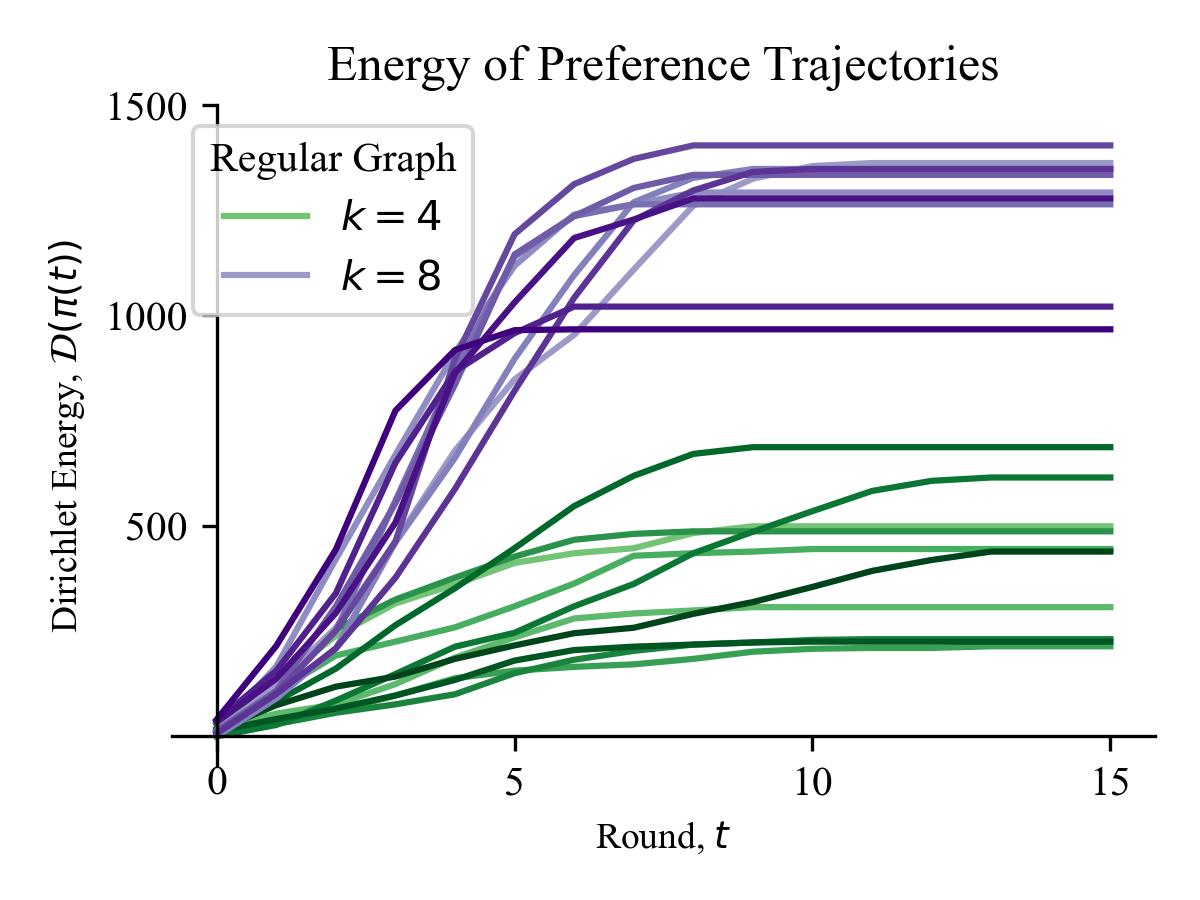 Energy of Preference Trajectories
1500
1000
500
Dirichlet Energy, 𝒟(π(t))
Regular Graph
k = 4
k = 8
0 5 10 15
Round, t